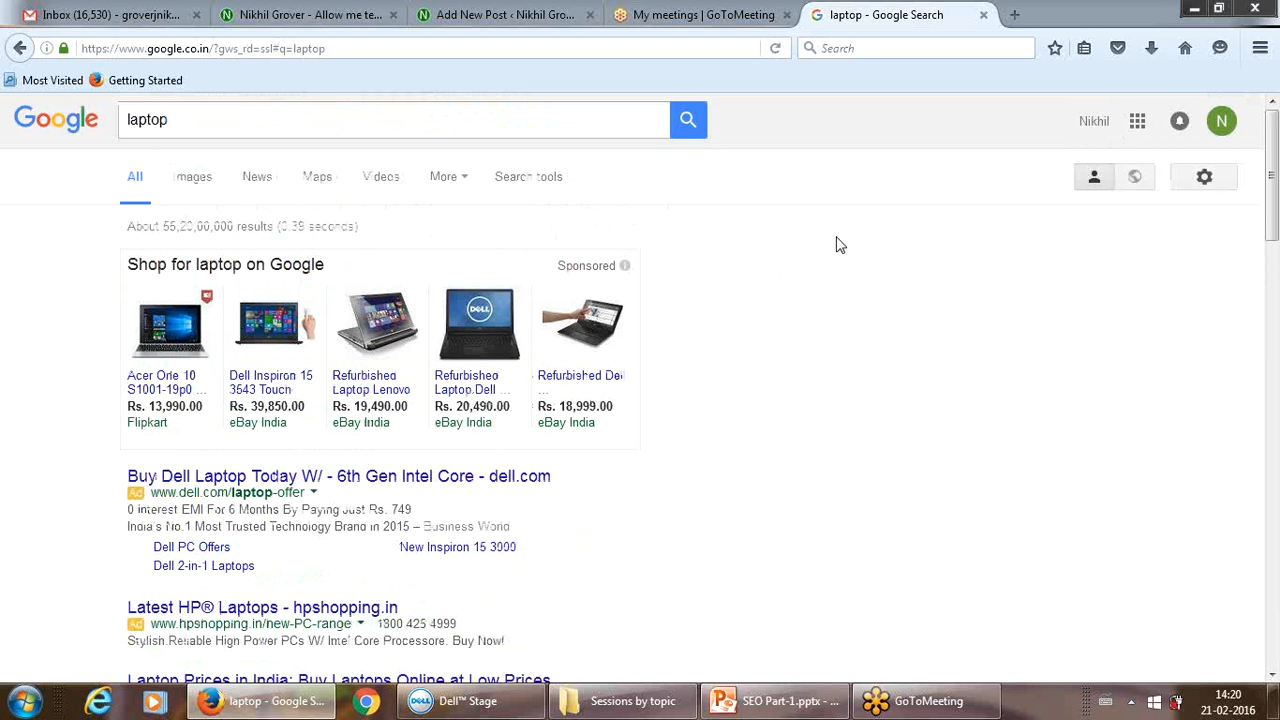 Inbox (16,530) - grover.jnik...
Nikhil Grover - Allow me te...
Add New Post ‹ Nikhil Gro...
My meetings | GoToMeeting
laptop - Google Search
https://www.google.co.in/?gws_rd=ssl#q=laptop
Search
Most Visited
Getting Started
Google
laptop
Nikhil
N
All
Images
News
Maps
Videos
More
Search tools
About 55,20,00,000 results (0.39 seconds)
Shop for laptop on Google
Sponsored
Acer One 10
S1001-19p0 ...
Rs. 13,990.00
Flipkart
Dell Inspiron 15
3543 Touch
Rs. 39,850.00
eBay India
Refurbished
Laptop Lenovo
Rs. 19,490.00
eBay India
DELL
Refurbished
Laptop,Dell ...
Rs. 20,490.00
eBay India
Refurbished Del
...
Rs. 18,999.00
eBay India
Buy Dell Laptop Today W/ - 6th Gen Intel Core - dell.com
Ad www.dell.com/laptop-offer
0 interest EMI For 6 Months By Paying Just Rs. 749
India's No.1 Most Trusted Technology Brand in 2015 – Business World
Dell PC Offers
New Inspiron 15 3000
Dell 2-in-1 Laptops
Latest HP® Laptops - hpshopping.in
Ad www.hpshopping.in/new-PC-range 1800 425 4999
Stylish,Reliable High Power PCs W/ Intel Core Processore. Buy Now!
Laptop Prices in India: Buy Laptops Online at Low Prices
laptop - Google S...
DELL
Dell™ Stage
Sessions by topic
SEO Part-1.pptx - ...
GoToMeeting
14:20
21-02-2016